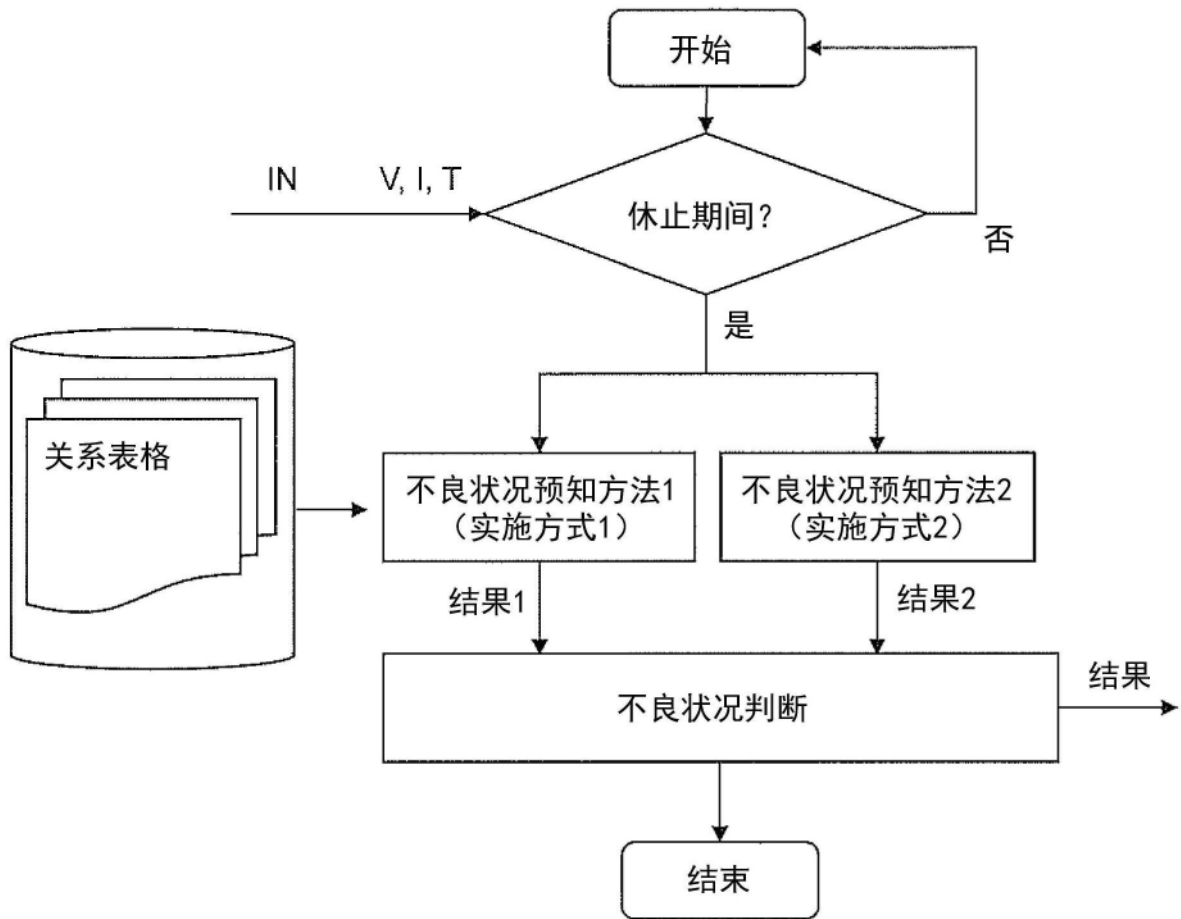 开始
IN
V, I, T
休止期间?
否
是
关系表格
不良状况预知方法1
（实施方式1）
不良状况预知方法2
（实施方式2）
结果1
结果2
不良状况判断
结果
结束